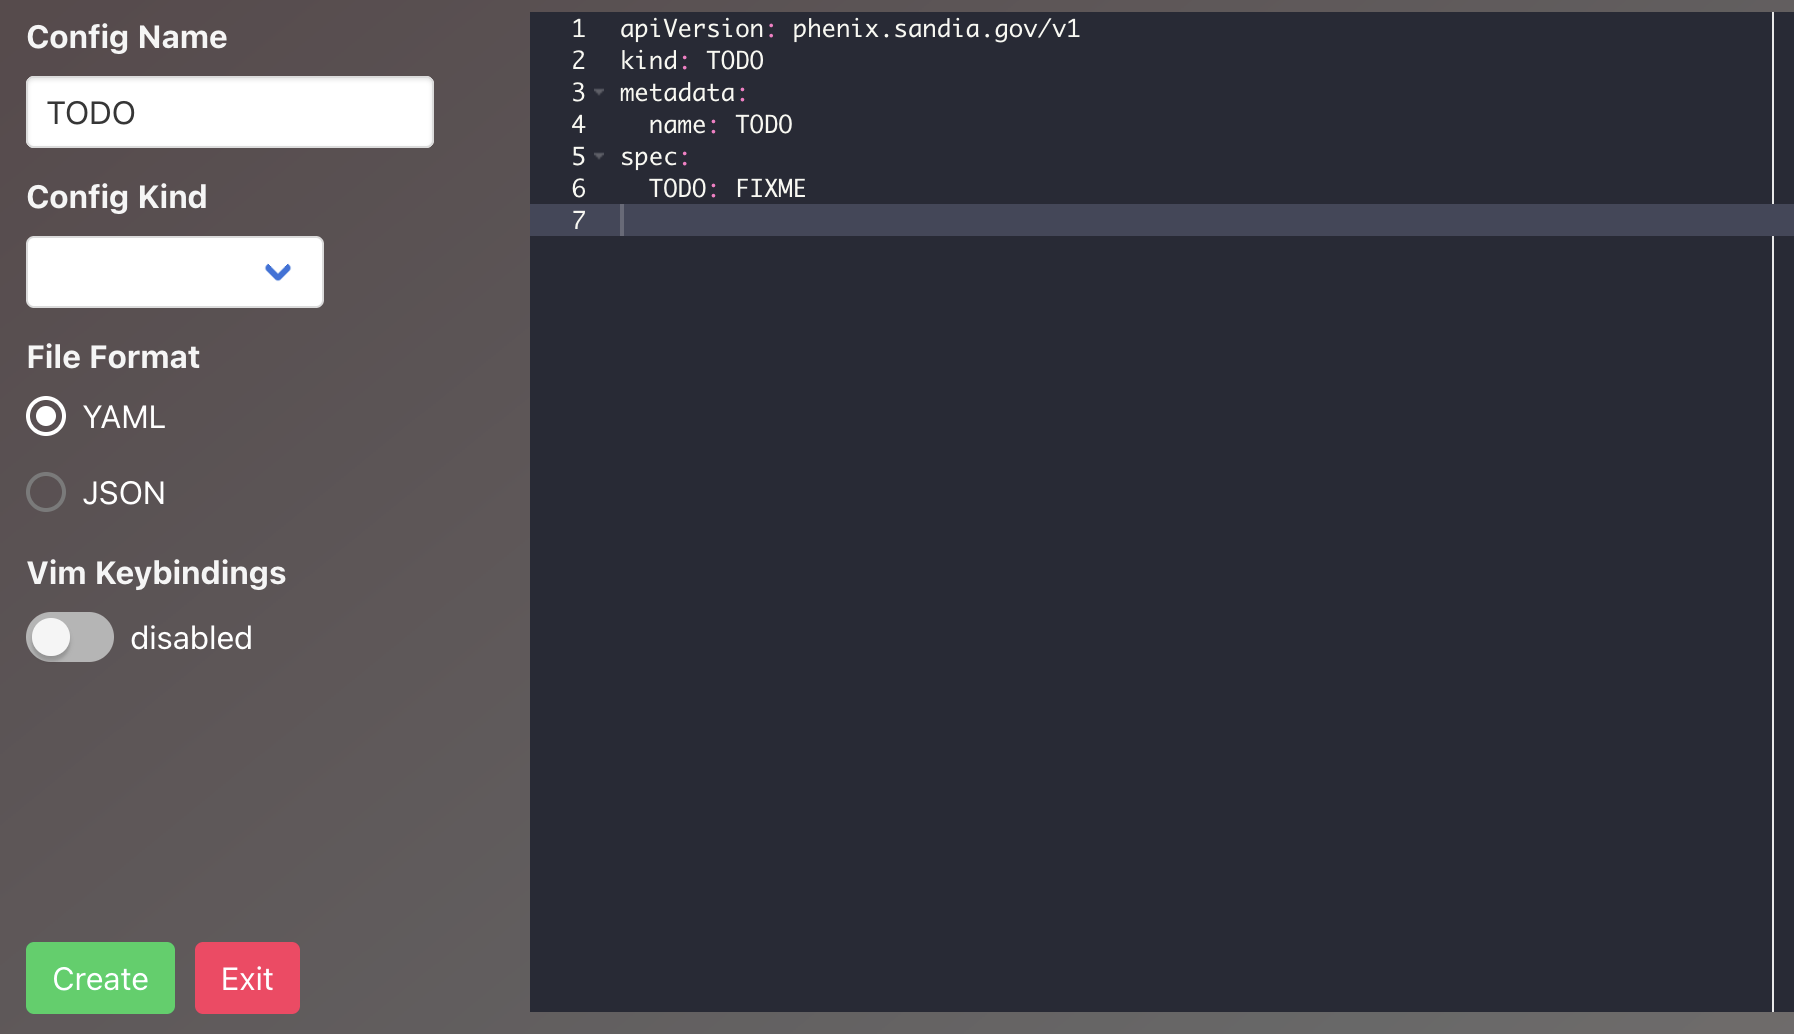 Config Name
TODO
Config Kind
File Format
YAML
JSON
Vim Keybindings
disabled
Create
Exit
1 apiVersion: phenix.sandia.gov/v1
2 kind: TODO
3 metadata:
4   name: TODO
5 spec:
6   TODO: FIXME
7